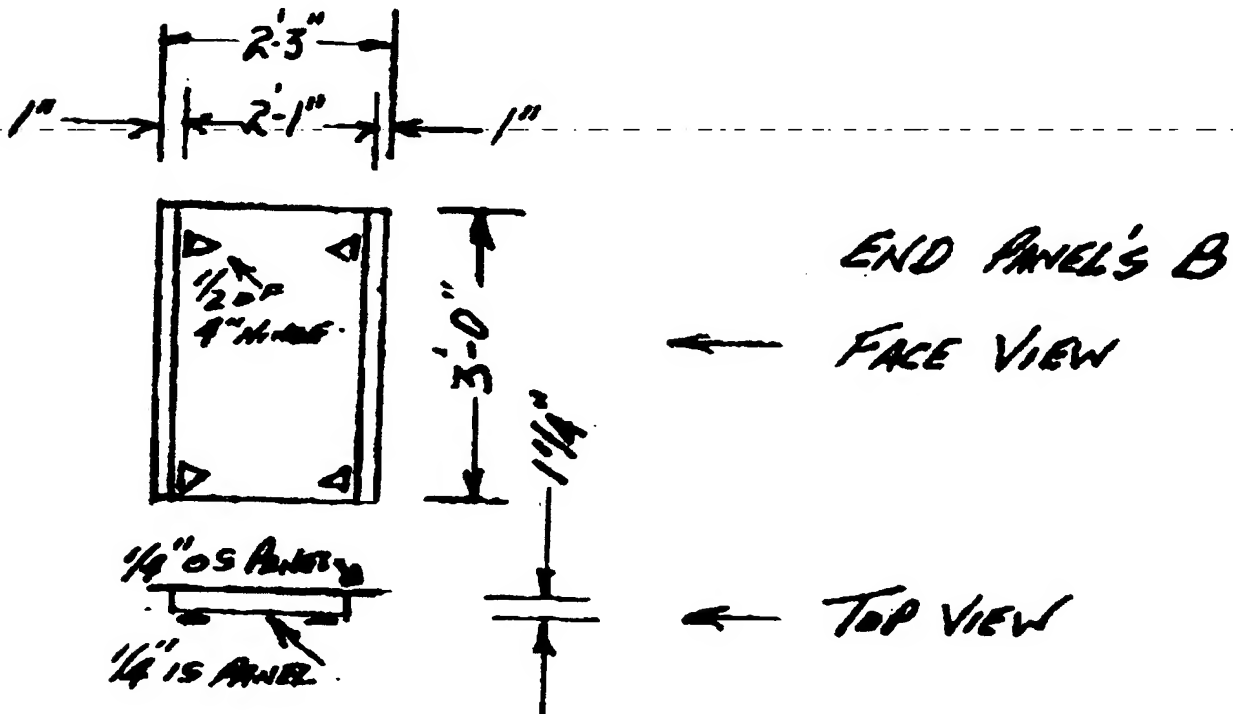 2'-3"
1" 2'-1" 1"
END PANEL'S B
1/2 OF
4" HINGE
3'-0"
FACE VIEW
1 1/4"
1/4" OS PANEL
TOP VIEW
1/4" IS PANEL